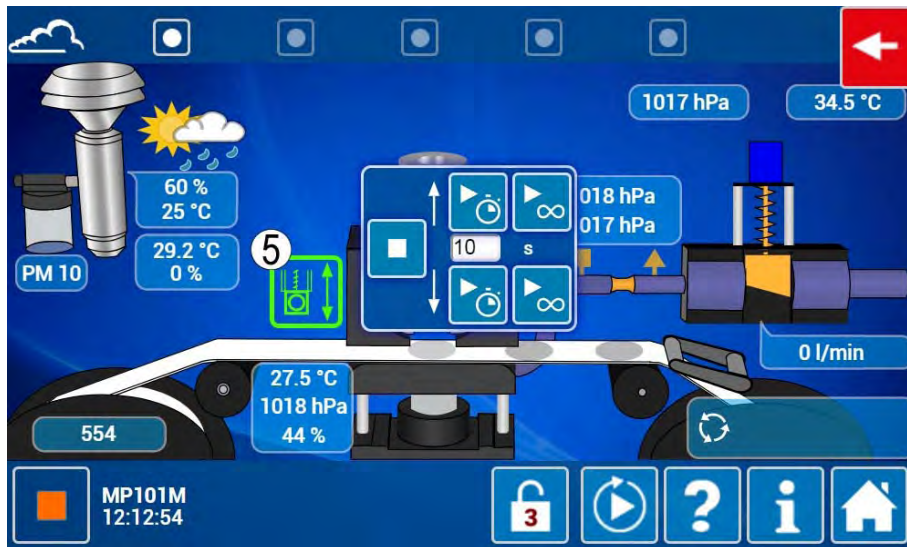 1017 hPa
34.5 °C
60 %
25 °C
29.2 °C
0 %
PM 10
5
10 s
018 hPa
017 hPa
0 l/min
27.5 °C
1018 hPa
44 %
554
MP101M
12:12:54
3
?
i